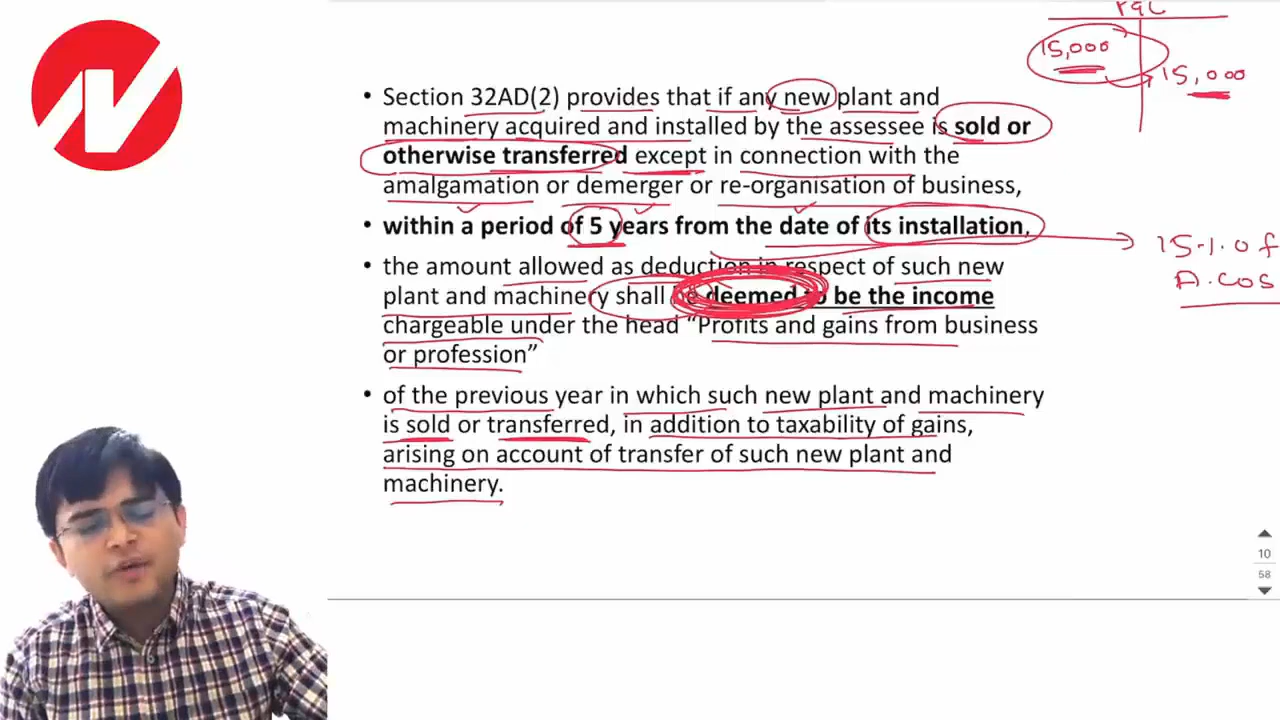 P&L
15,000
15,000
• Section 32AD(2) provides that if any new plant and
machinery acquired and installed by the assessee is sold or
otherwise transferred except in connection with the
amalgamation or demerger or re-organisation of business,
• within a period of 5 years from the date of its installation,
15% of
A. Cos
• the amount allowed as deduction in respect of such new
plant and machinery shall be deemed to be the income
chargeable under the head “Profits and gains from business
or profession”
• of the previous year in which such new plant and machinery
is sold or transferred, in addition to taxability of gains,
arising on account of transfer of such new plant and
machinery.
10
58